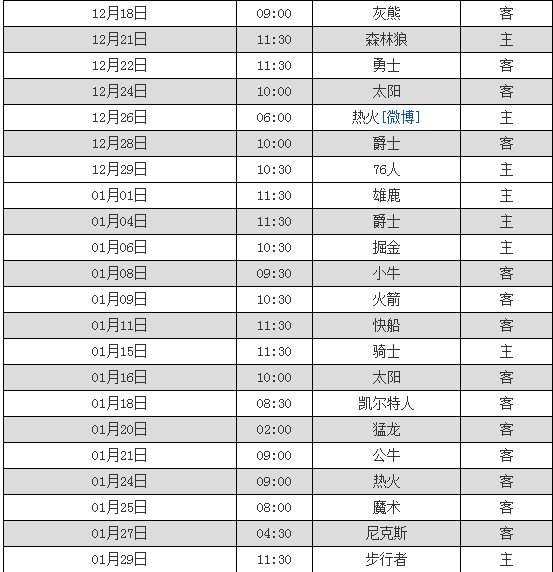 12月18日 09:00 灰熊 客
12月21日 11:30 森林狼 主
12月22日 11:30 勇士 客
12月24日 10:00 太阳 客
12月26日 06:00 热火[微博] 主
12月28日 10:00 爵士 客
12月29日 10:30 76人 主
01月01日 11:30 雄鹿 主
01月04日 11:30 爵士 主
01月06日 10:30 掘金 主
01月08日 09:30 小牛 客
01月09日 10:30 火箭 客
01月11日 11:30 快船 客
01月15日 11:30 骑士 主
01月16日 10:00 太阳 客
01月18日 08:30 凯尔特人 客
01月20日 02:00 猛龙 客
01月21日 09:00 公牛 客
01月24日 09:00 热火 客
01月25日 08:00 魔术 客
01月27日 04:30 尼克斯 客
01月29日 11:30 步行者 主